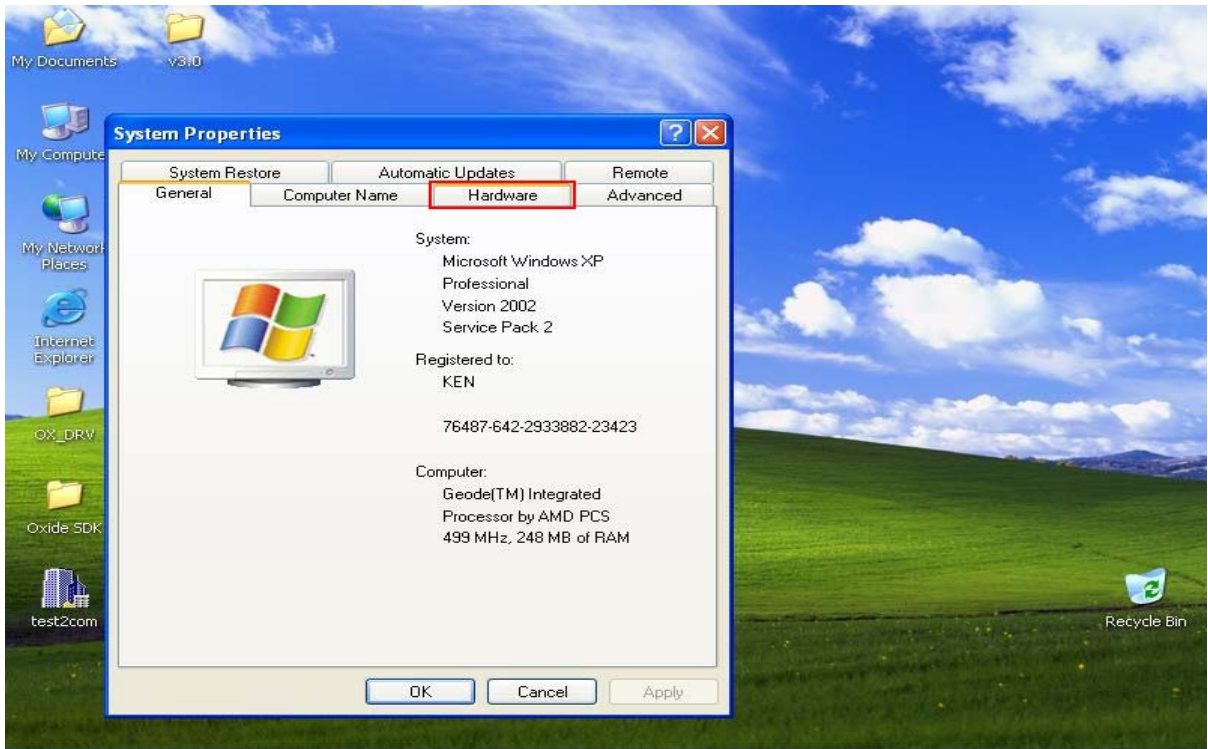 My Documents
v3.0
My Compute
My Network
Places
Internet
Explorer
OX_DRV
Oxide SDK
test2com
System Properties
System Restore
Automatic Updates
Remote
General
Computer Name
Hardware
Advanced
System:
Microsoft Windows XP
Professional
Version 2002
Service Pack 2
Registered to:
KEN
76487-642-2933882-23423
Computer:
Geode(TM) Integrated
Processor by AMD PCS
499 MHz, 248 MB of RAM
OK
Cancel
Apply
Recycle Bin